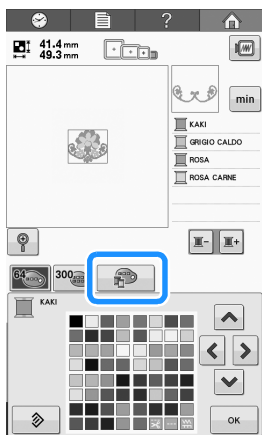 ?
41.4 mm
49.3 mm
min
KAKI
GRIGIO CALDO
ROSA
ROSA CARNE
64
300
KAKI
OK